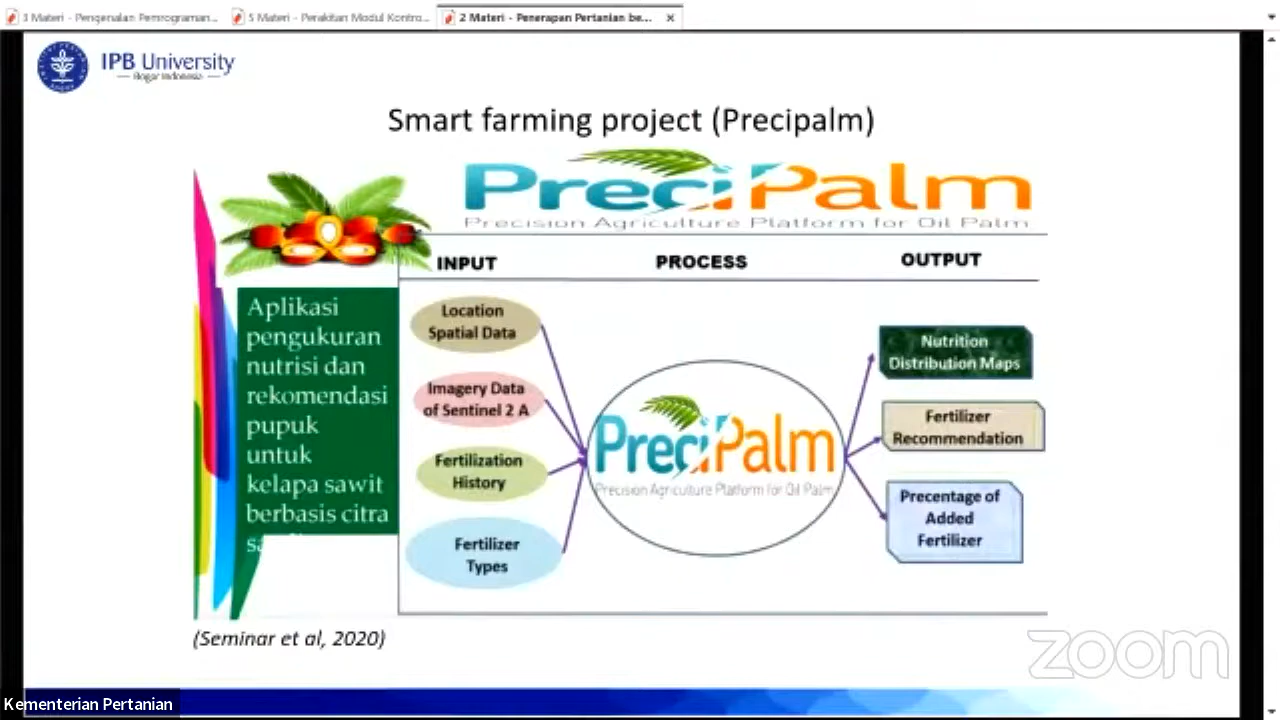 3 Materi - Pengenalan Pemrograman...
5 Materi - Perakitan Modul Kontro...
2 Materi - Penerapan Pertanian be...
IPB University
Bogor Indonesia
Smart farming project (Precipalm)
PreciPalm
Precision Agriculture Platform for Oil Palm
INPUT
PROCESS
OUTPUT
Aplikasi
pengukuran
nutrisi dan
rekomendasi
pupuk
untuk
kelapa sawit
berbasis citra
Location
Spatial Data
Imagery Data
of Sentinel 2 A
Fertilization
History
Fertilizer
Types
PreciPalm
Precision Agriculture Platform for Oil Palm
Nutrition
Distribution Maps
Fertilizer
Recommendation
Precentage of
Added
Fertilizer
(Seminar et al, 2020)
zoom
Kementerian Pertanian